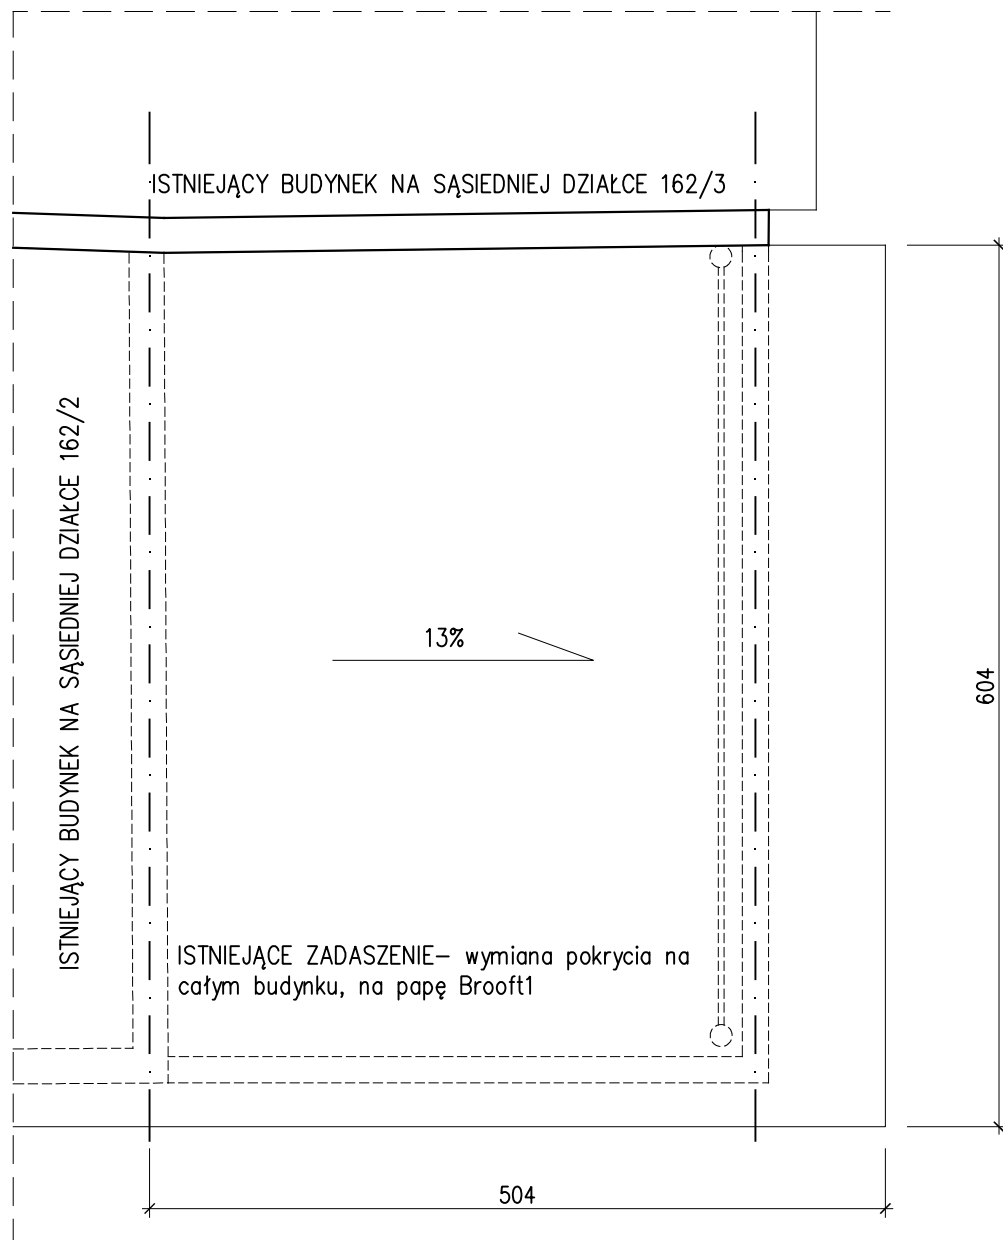 ISTNIEJĄCY BUDYNEK NA SĄSIEDNIEJ DZIAŁCE 162/3
ISTNIEJĄCY BUDYNEK NA SĄSIEDNIEJ DZIAŁCE 162/2
13%
604
ISTNIEJĄCE ZADASZENIE– wymiana pokrycia na
całym budynku, na papę Brooft1
504